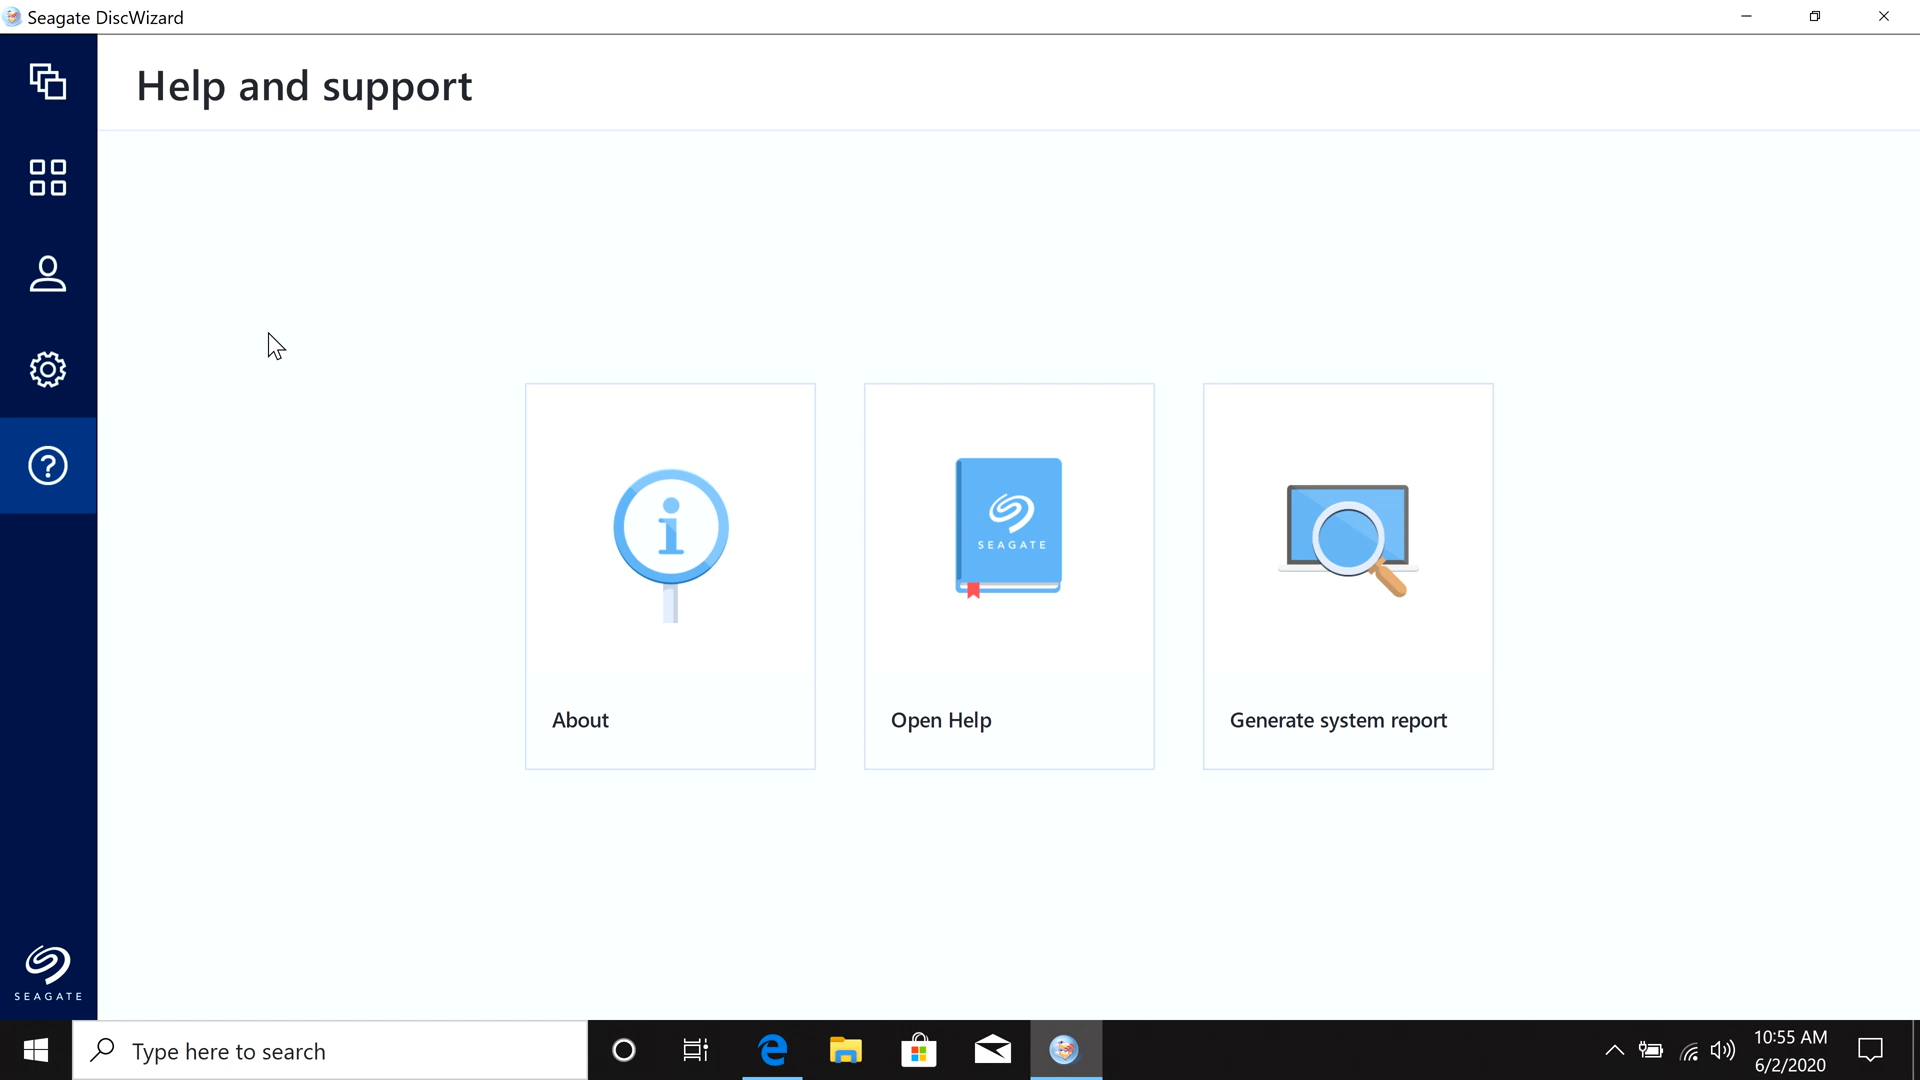 Seagate DiscWizard
Help and support
SEAGATE
About
Open Help
Generate system report
SEAGATE
Type here to search
10:55 AM
6/2/2020